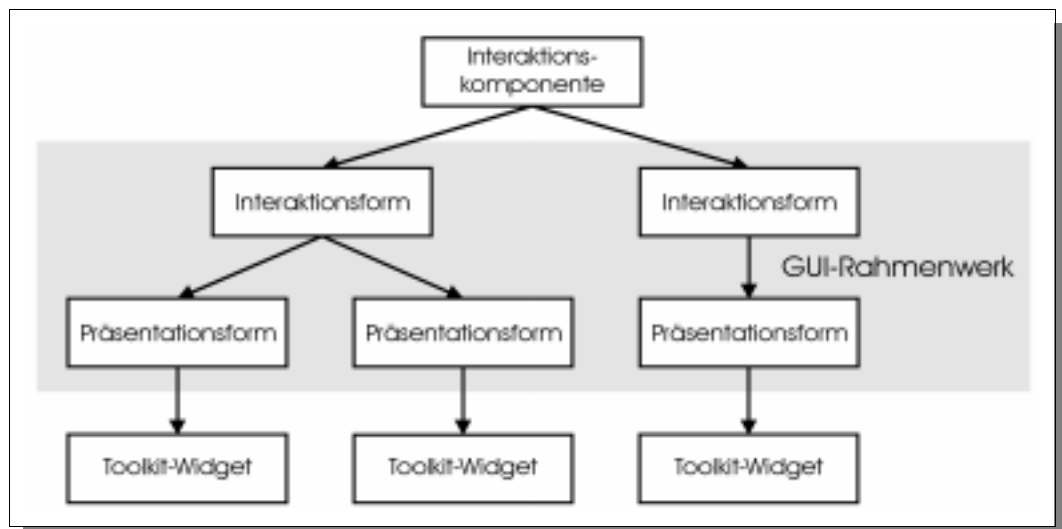 Interaktions-
komponente
Interaktionsform
Interaktionsform
GUI-Rahmenwerk
Präsentationsform
Präsentationsform
Präsentationsform
Toolkit-Widget
Toolkit-Widget
Toolkit-Widget